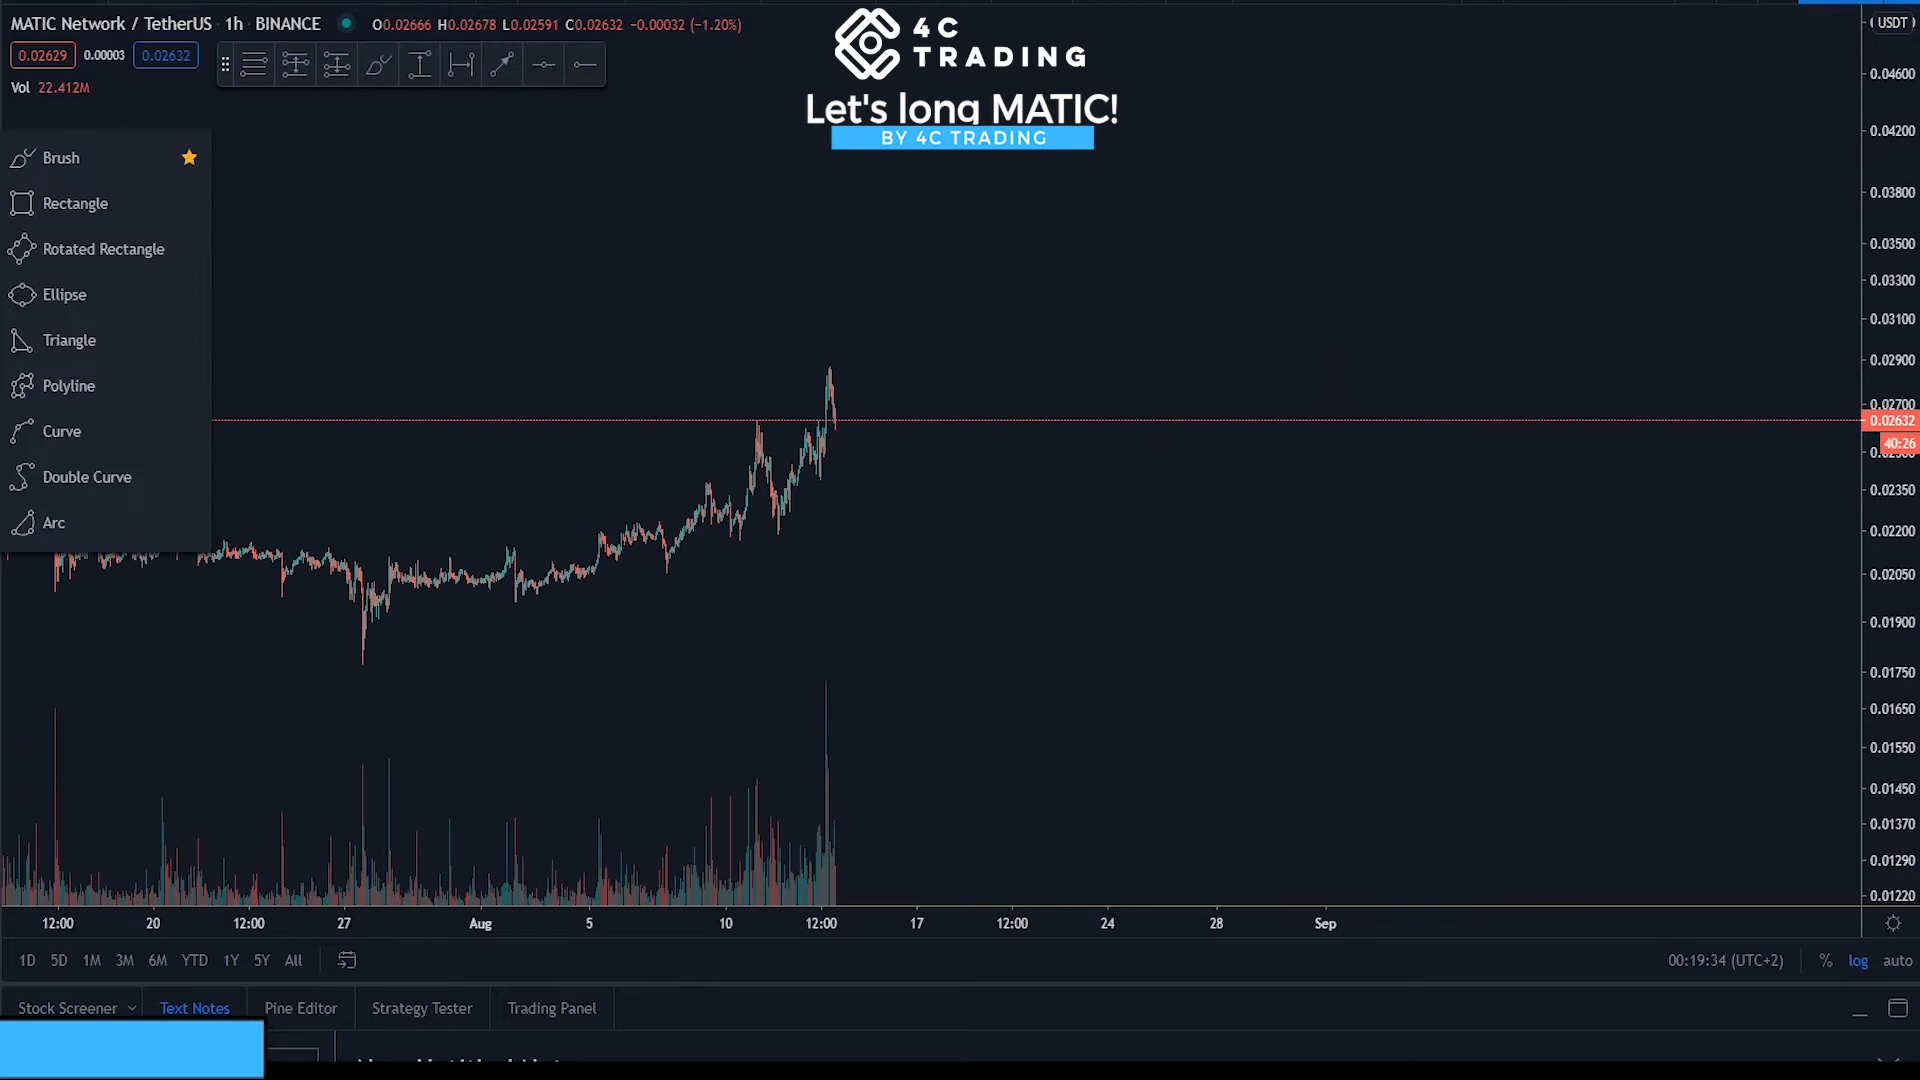 MATIC Network / TetherUS · 1h · BINANCE O0.02666 H0.02678 L0.02591 C0.02632 −0.00032 (−1.20%)
0.02629 0.00003 0.02632
Vol 22.412M
4C
TRADING
Let's long MATIC!
BY 4C TRADING
Brush
Rectangle
Rotated Rectangle
Ellipse
Triangle
Polyline
Curve
Double Curve
Arc
USDT
0.04600
0.04200
0.03800
0.03500
0.03300
0.03100
0.02900
0.02700
0.02632
40:26
0.02350
0.02200
0.02050
0.01900
0.01750
0.01650
0.01550
0.01450
0.01370
0.01290
0.01220
12:00 20 12:00 27 Aug 5 10 12:00 17 12:00 24 28 Sep
1D 5D 1M 3M 6M YTD 1Y 5Y All 00:19:34 (UTC+2) % log auto
Stock Screener Text Notes Pine Editor Strategy Tester Trading Panel